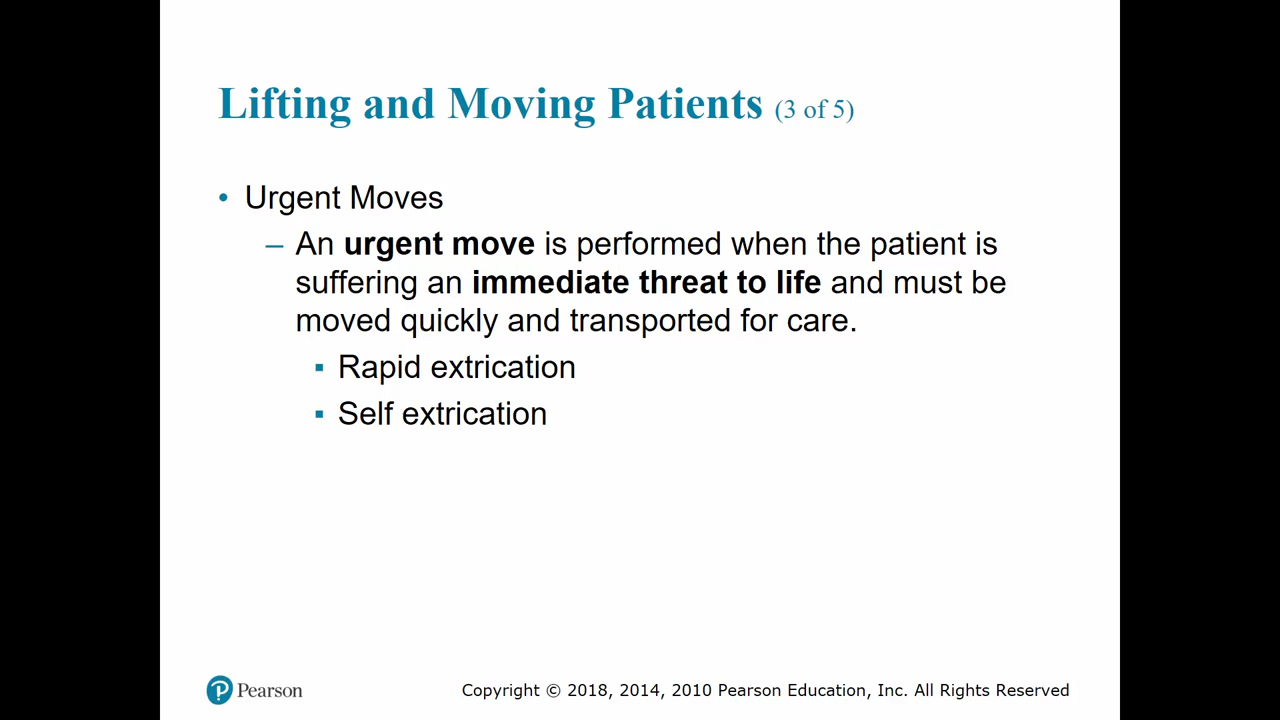 Lifting and Moving Patients (3 of 5)
• Urgent Moves
– An urgent move is performed when the patient is
suffering an immediate threat to life and must be
moved quickly and transported for care.
▪ Rapid extrication
▪ Self extrication
P Pearson
Copyright © 2018, 2014, 2010 Pearson Education, Inc. All Rights Reserved